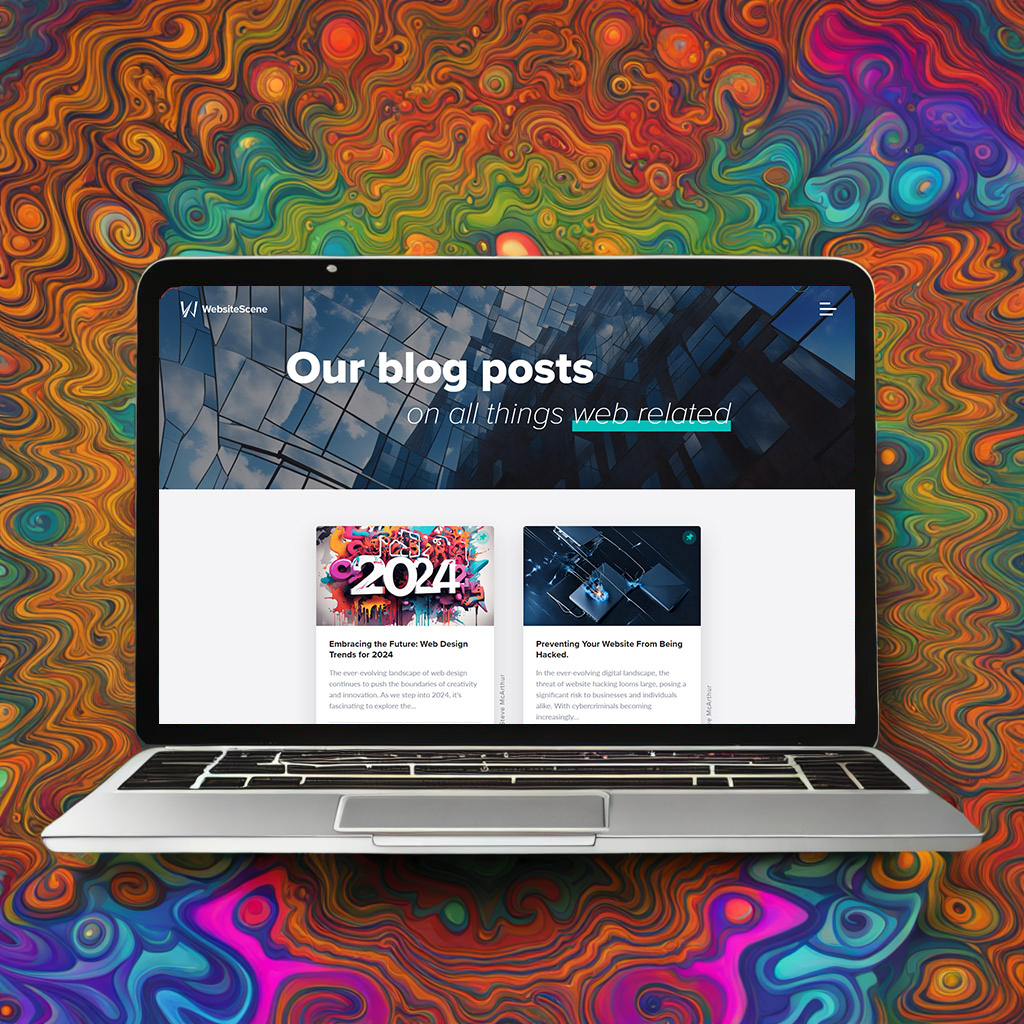 WebsiteScene
Our blog posts
on all things web related
2024
Embracing the Future: Web Design
Trends for 2024
The ever-evolving landscape of web design
continues to push the boundaries of creativity
and innovation. As we step into 2024, it's
fascinating to explore the...
Steve McArthur
Preventing Your Website From Being
Hacked.
In the ever-evolving digital landscape, the
threat of website hacking looms large, posing a
significant risk to businesses and individuals
alike. With cybercriminals becoming
increasingly...
ve McArthur